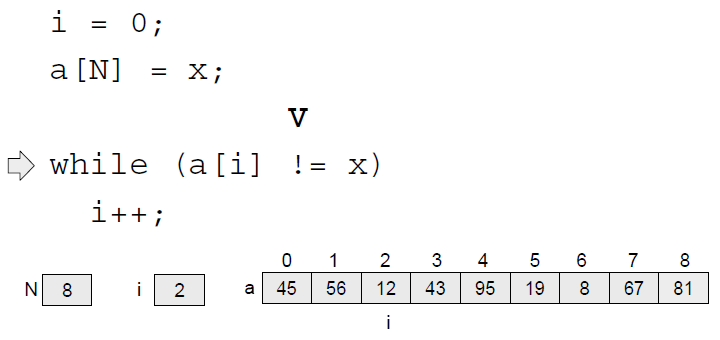 i = 0;
a[N] = x;
V
while (a[i] != x)
i++;
0 1 2 3 4 5 6 7 8
N 8 i 2 a 45 56 12 43 95 19 8 67 81
i